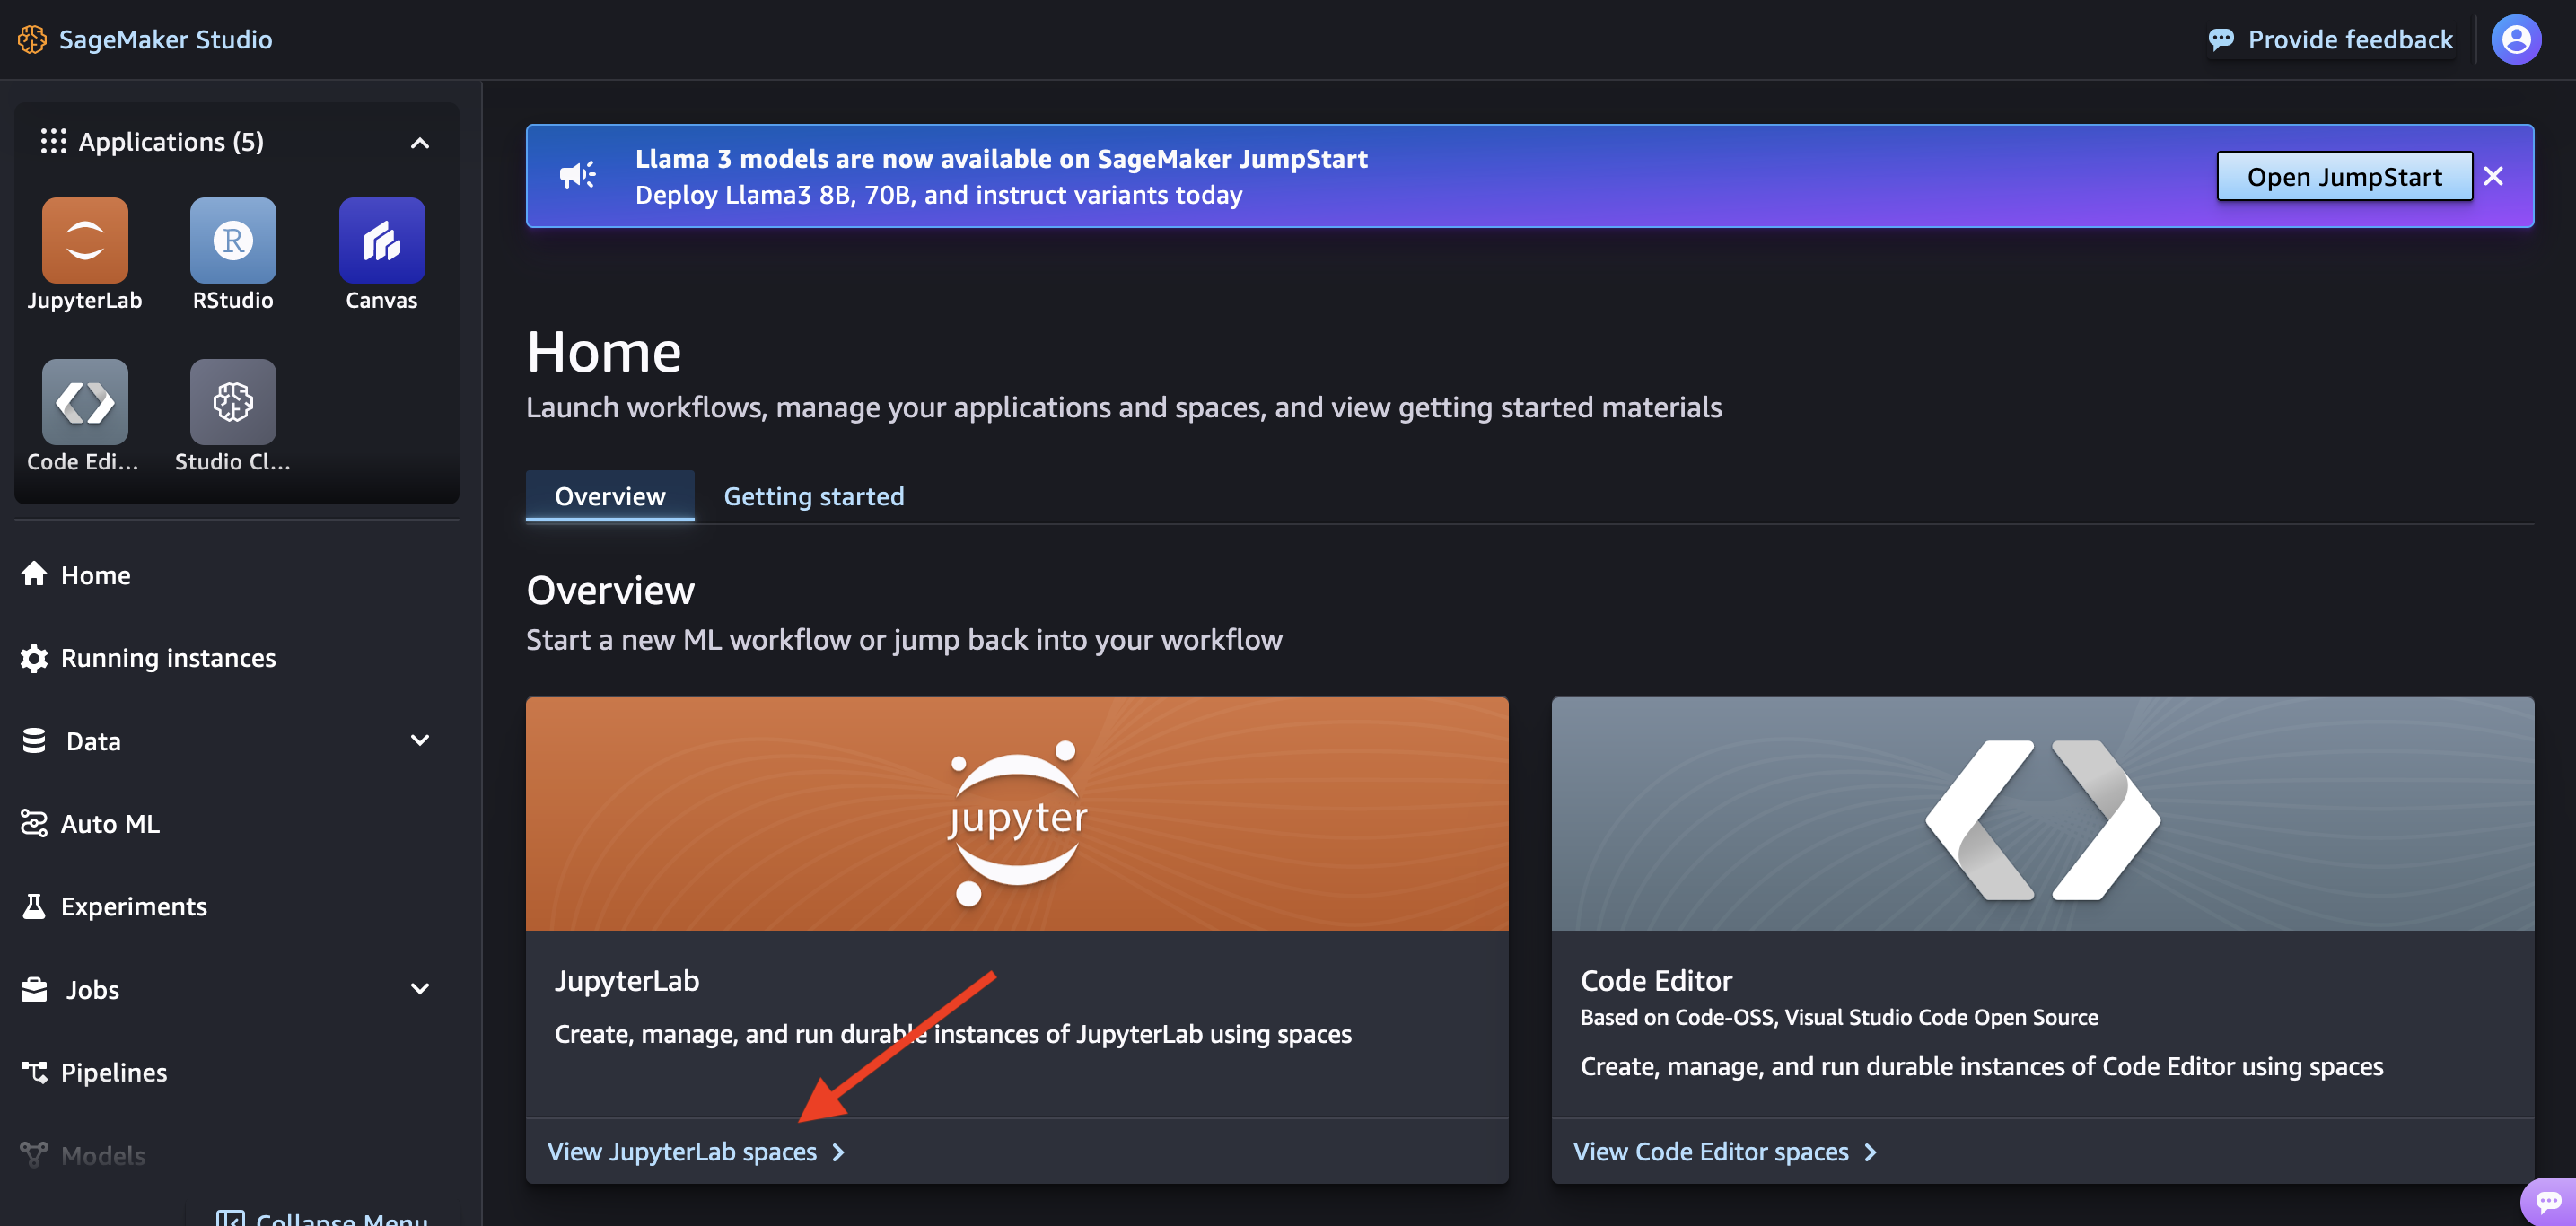 SageMaker Studio
Provide feedback
Applications (5)
JupyterLab
RStudio
R
Canvas
Code Edi...
Studio Cl...
Home
Running instances
Data
Auto ML
Experiments
Jobs
Pipelines
Models
Collapse Menu
Llama 3 models are now available on SageMaker JumpStart
Deploy Llama3 8B, 70B, and instruct variants today
Open JumpStart
Home
Launch workflows, manage your applications and spaces, and view getting started materials
Overview
Getting started
Overview
Start a new ML workflow or jump back into your workflow
jupyter
JupyterLab
Create, manage, and run durable instances of JupyterLab using spaces
View JupyterLab spaces
Code Editor
Based on Code-OSS, Visual Studio Code Open Source
Create, manage, and run durable instances of Code Editor using spaces
View Code Editor spaces